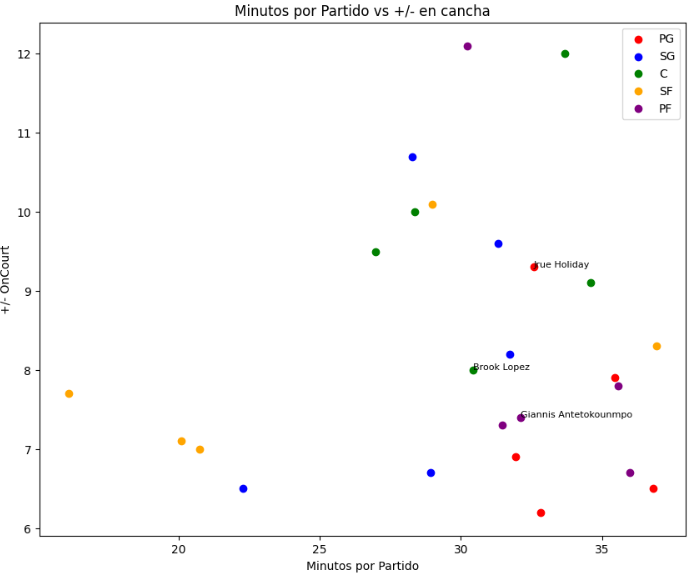 Minutos por Partido vs +/- en cancha
PG
SG
C
SF
PF
12
11
10
9
8
7
6
+/- OnCourt
Jrue Holiday
Brook Lopez
Giannis Antetokounmpo
20
25
30
35
Minutos por Partido